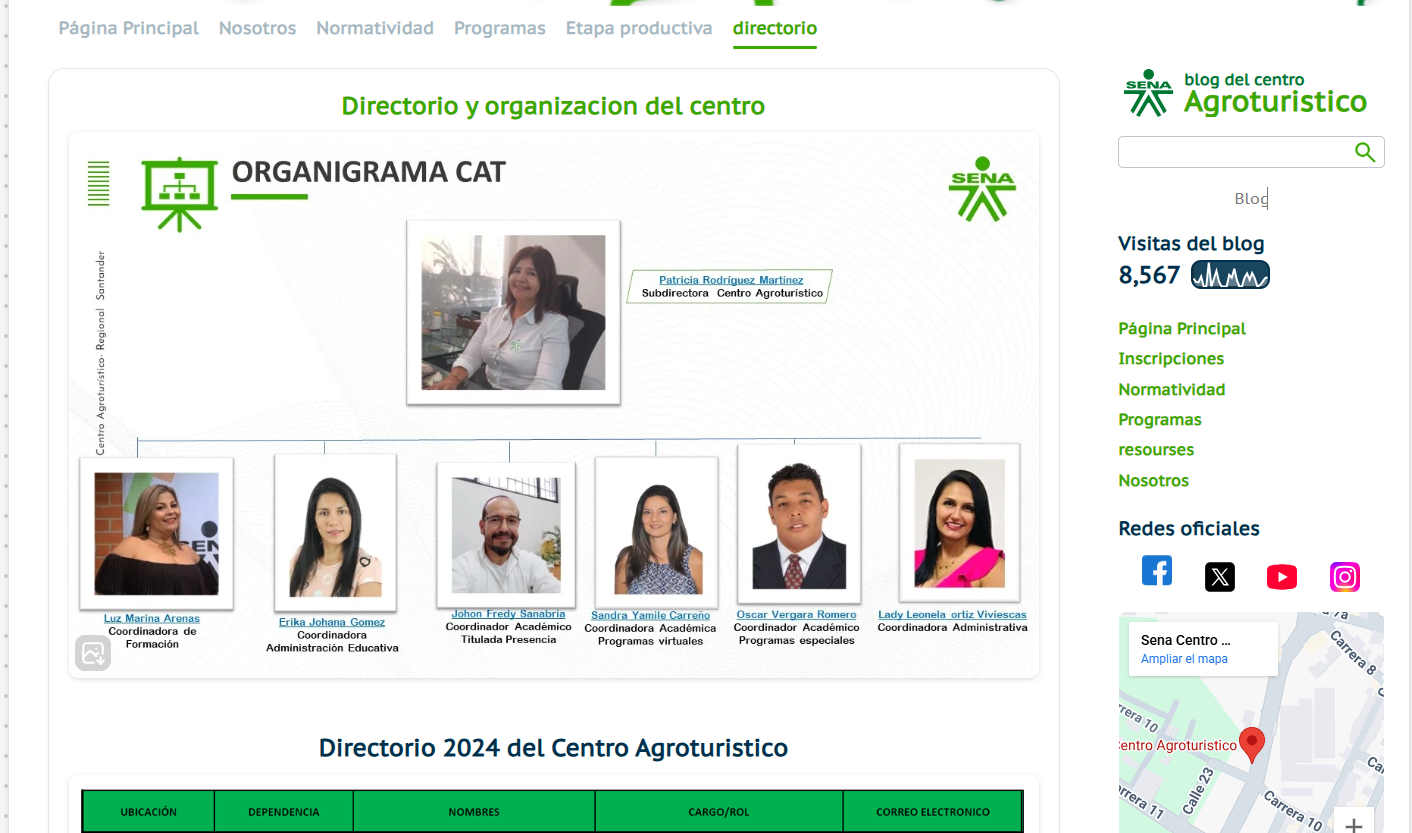 Página Principal Nosotros Normatividad Programas Etapa productiva directorio
Directorio y organizacion del centro
ORGANIGRAMA CAT
SENA
Centro Agroturístico- Regional Santander
Patricia Rodríguez Martínez
Subdirectora Centro Agroturístico
Luz Marina Arenas
Coordinadora de
Formación
Erika Johana Gomez
Coordinadora
Administración Educativa
Johon Fredy Sanabria
Coordinador Académico
Titulada Presencia
Sandra Yamile Carreño
Coordinadora Académica
Programas virtuales
Oscar Vergara Romero
Coordinador Académico
Programas especiales
Lady Leonela ortiz Viviescas
Coordinadora Administrativa
Directorio 2024 del Centro Agroturistico
UBICACIÓN DEPENDENCIA NOMBRES CARGO/ROL CORREO ELECTRONICO
SENA
blog del centro
Agroturistico
Blog
Visitas del blog
8,567
Página Principal
Inscripciones
Normatividad
Programas
resourses
Nosotros
Redes oficiales
Sena Centro ...
Ampliar el mapa
Carrera 8
Centro Agroturistico
Calle 23
Carrera 11
Carrera 10